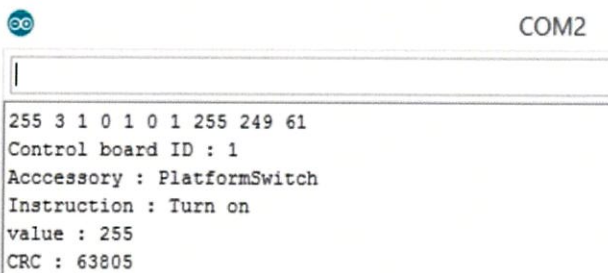 COM2
255 3 1 0 1 0 1 255 249 61
Control board ID : 1
Acccessory : PlatformSwitch
Instruction : Turn on
value : 255
CRC : 63805